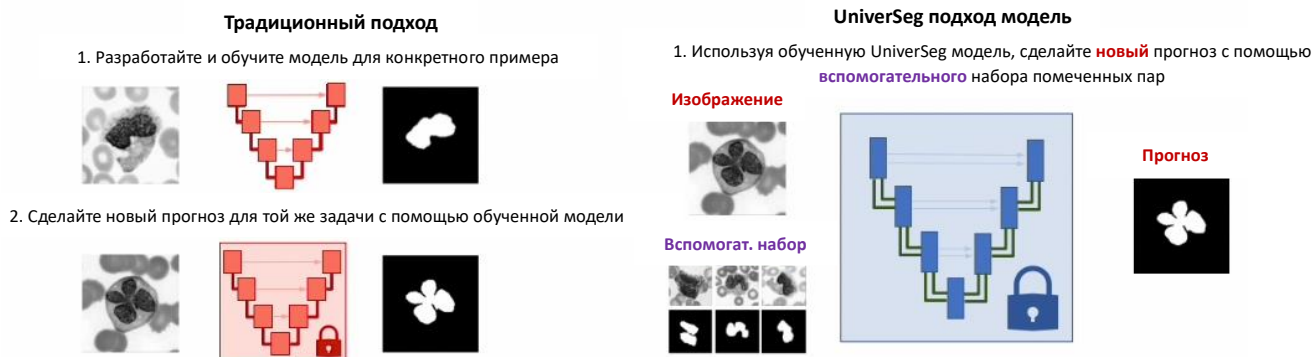 Традиционный подход
1. Разработайте и обучите модель для конкретного примера
2. Сделайте новый прогноз для той же задачи с помощью обученной модели
UniverSeg подход модель
1. Используя обученную UniverSeg модель, сделайте новый прогноз с помощью
вспомогательного набора помеченных пар
Изображение
Прогноз
Вспомогат. набор